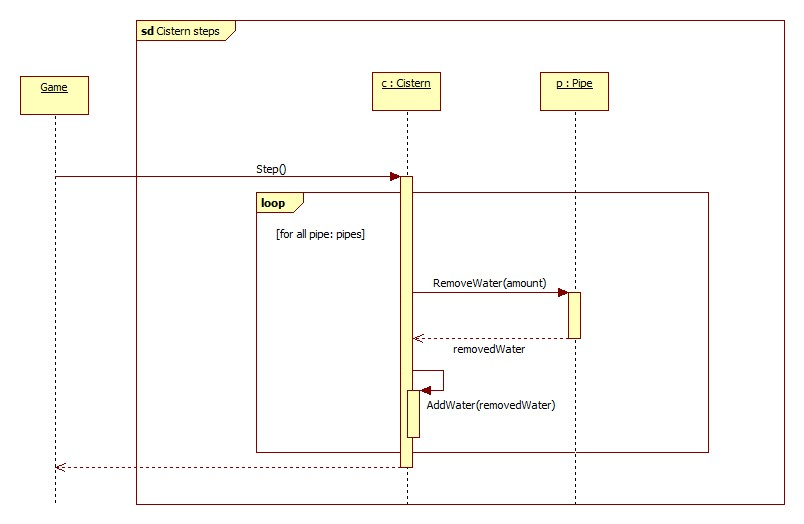 sd Cistern steps
Game
c : Cistern
p : Pipe
Step()
loop
[for all pipe: pipes]
RemoveWater(amount)
removedWater
AddWater(removedWater)